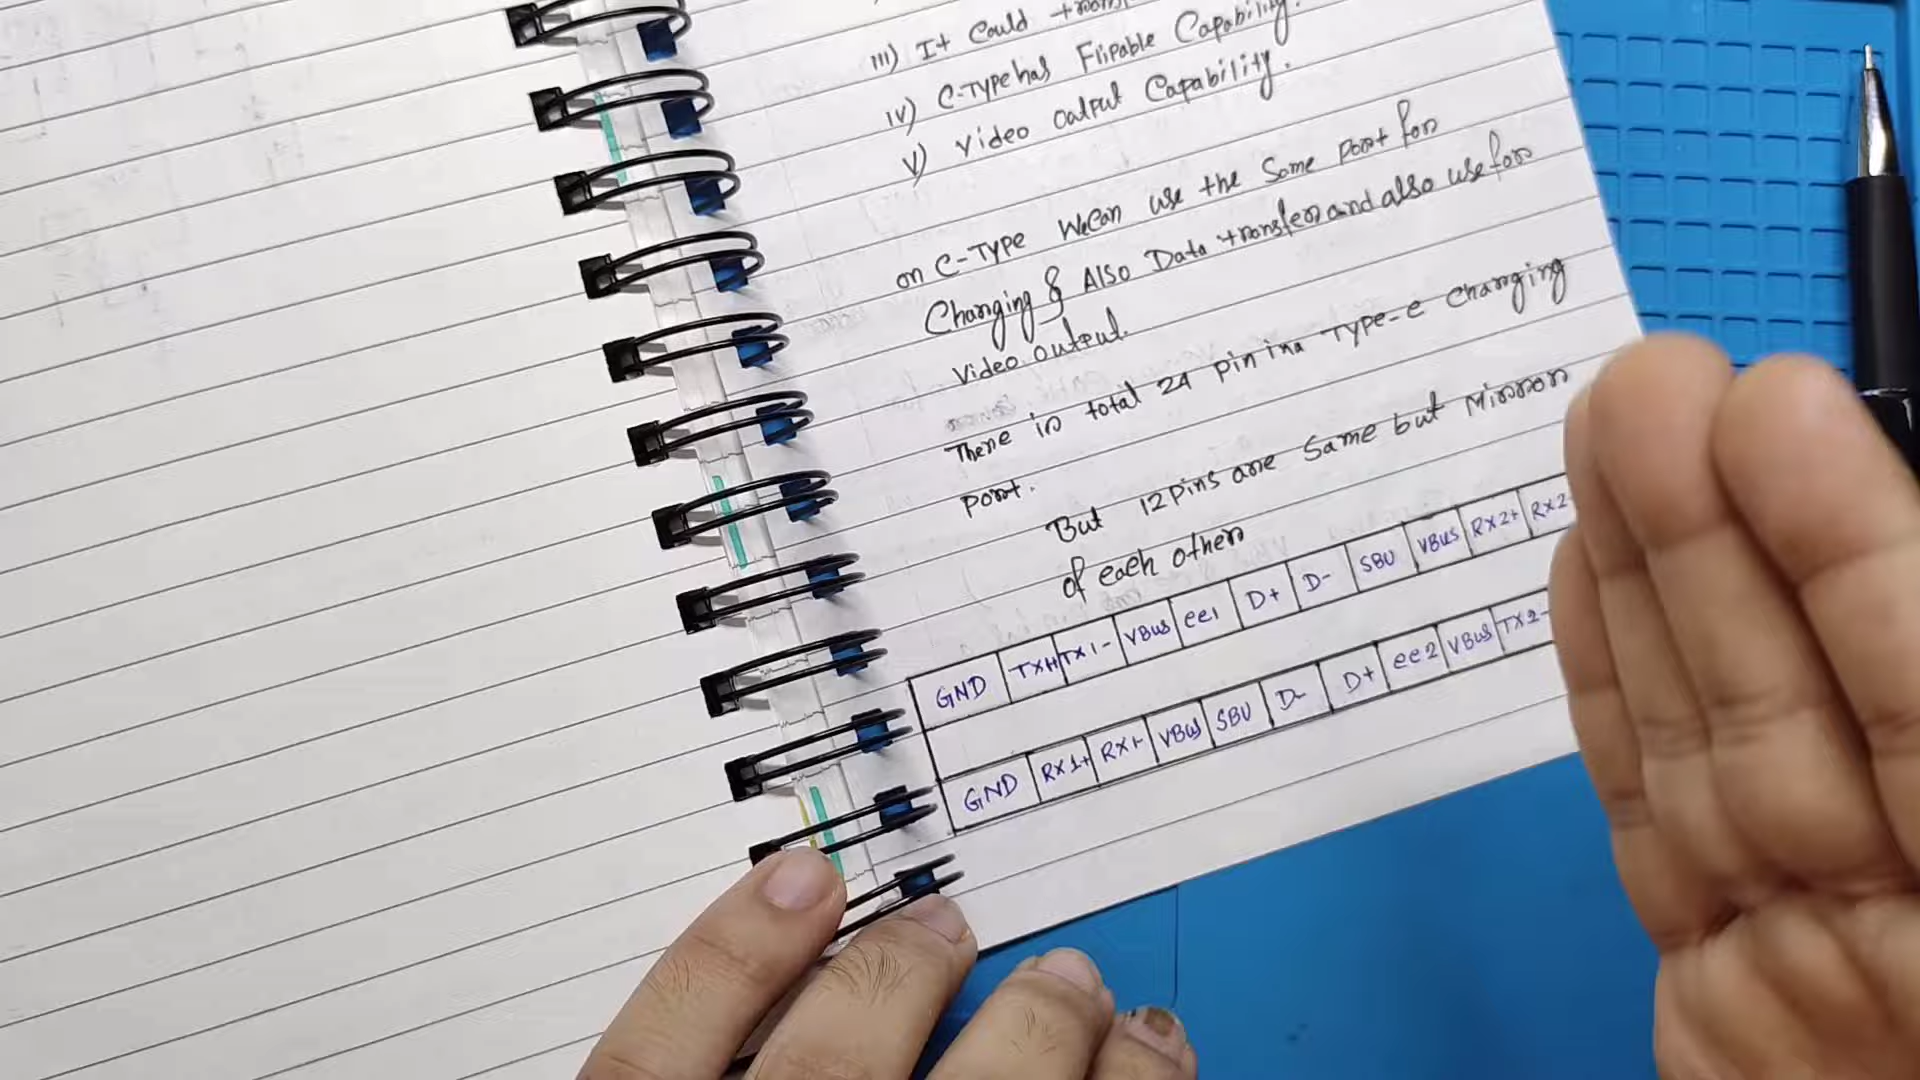 III) It Could
IV) C-Type has Flipable Capability.
V) Video output Capability.
on C-Type We Can use the Same port for
Charging & Also Data transfer and also use for
Video output.
There is total 24 pin in a Type-c charging
port.
But 12 pins are Same but Mirror
of each other
GND TX1+ TX1- VBUS cc1 D+ D- SBU VBUS RX2+ RX2-
GND RX1+ RX1- VBUS SBU D- D+ cc2 VBUS TX2-